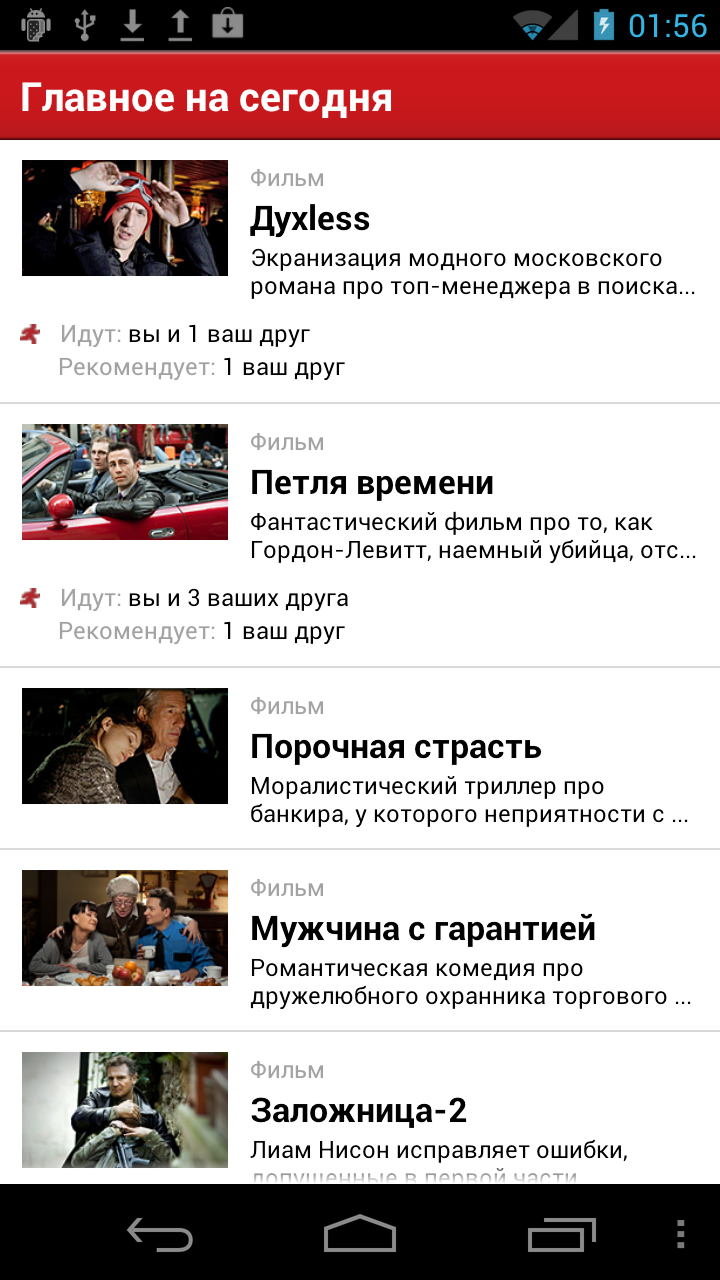 01:56
Главное на сегодня
Фильм
Духless
Экранизация модного московского
романа про топ-менеджера в поиска...
Идут: вы и 1 ваш друг
Рекомендует: 1 ваш друг
Фильм
Петля времени
Фантастический фильм про то, как
Гордон-Левитт, наемный убийца, отс...
Идут: вы и 3 ваших друга
Рекомендует: 1 ваш друг
Фильм
Порочная страсть
Моралистический триллер про
банкира, у которого неприятности с ...
Фильм
Мужчина с гарантией
Романтическая комедия про
дружелюбного охранника торгового ...
Фильм
Заложница-2
Лиам Нисон исправляет ошибки,
допущенные в первой части